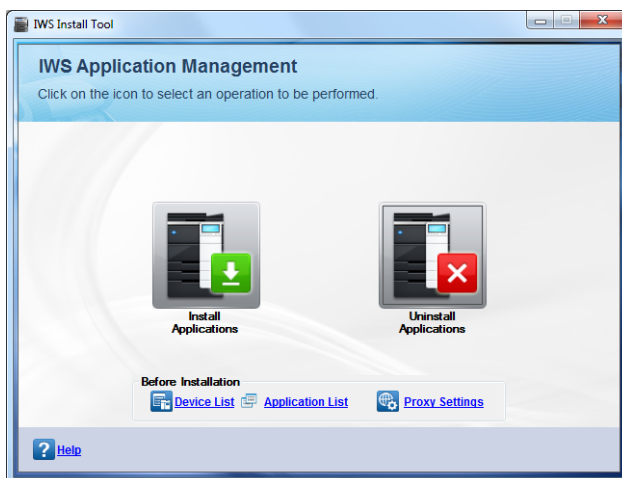 IWS Install Tool
IWS Application Management
Click on the icon to select an operation to be performed.
Install
Applications
Uninstall
Applications
Before Installation
Device List Application List Proxy Settings
? Help